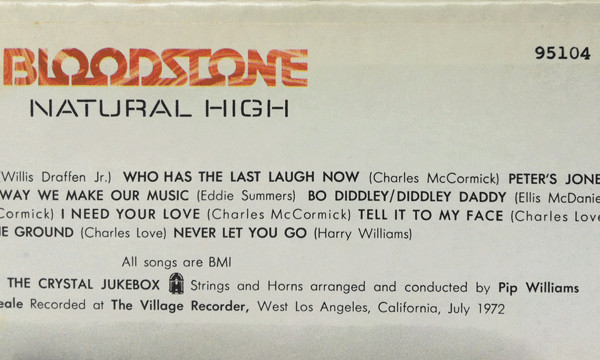 BLOODSTONE
95104
NATURAL HIGH
(Willis Draffen Jr.) WHO HAS THE LAST LAUGH NOW (Charles McCormick) PETER'S JONE
WAY WE MAKE OUR MUSIC (Eddie Summers) BO DIDDLEY/DIDDLEY DADDY (Ellis McDanie
Cormick) I NEED YOUR LOVE (Charles McCormick) TELL IT TO MY FACE (Charles Love
E GROUND (Charles Love) NEVER LET YOU GO (Harry Williams)
All songs are BMI
THE CRYSTAL JUKEBOX Strings and Horns arranged and conducted by Pip Williams
eale Recorded at The Village Recorder, West Los Angeles, California, July 1972